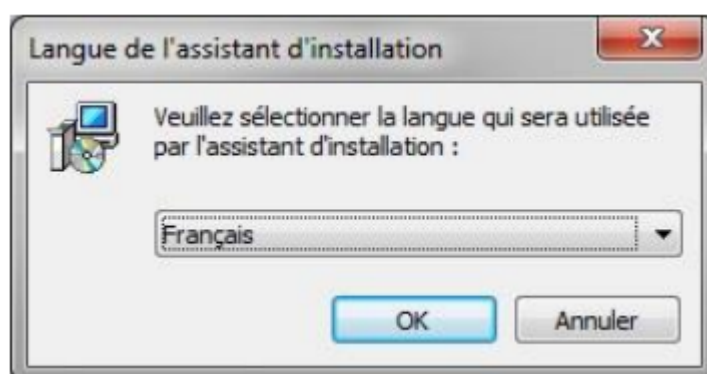 Langue de l'assistant d'installation
Veuillez sélectionner la langue qui sera utilisée
par l'assistant d'installation :
Français
OK
Annuler